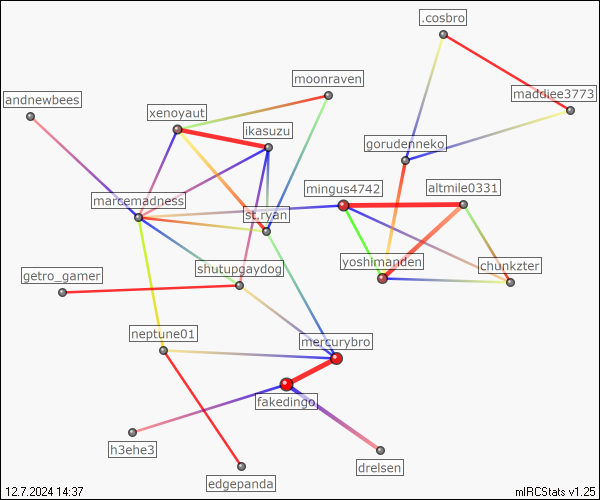 .cosbro
moonraven
maddiee3773
andnewbees
xenoyaut
ikasuzu
gorudenneko
mingus4742
altmile0331
marcemadness
st.ryan
yoshimanden
chunkzter
shutupgaydog
getro_gamer
neptune01
mercurybro
fakedingo
h3ehe3
drelsen
edgepanda
12.7.2024 14:37
mIRCStats v1.25